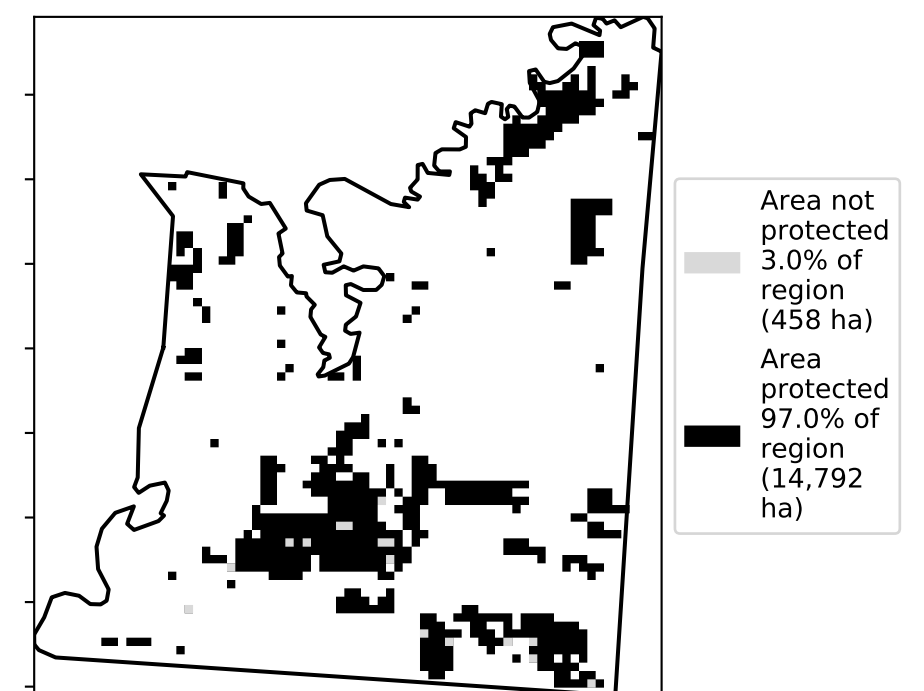 Area not
protected
3.0% of
region
(458 ha)
Area
protected
97.0% of
region
(14,792
ha)